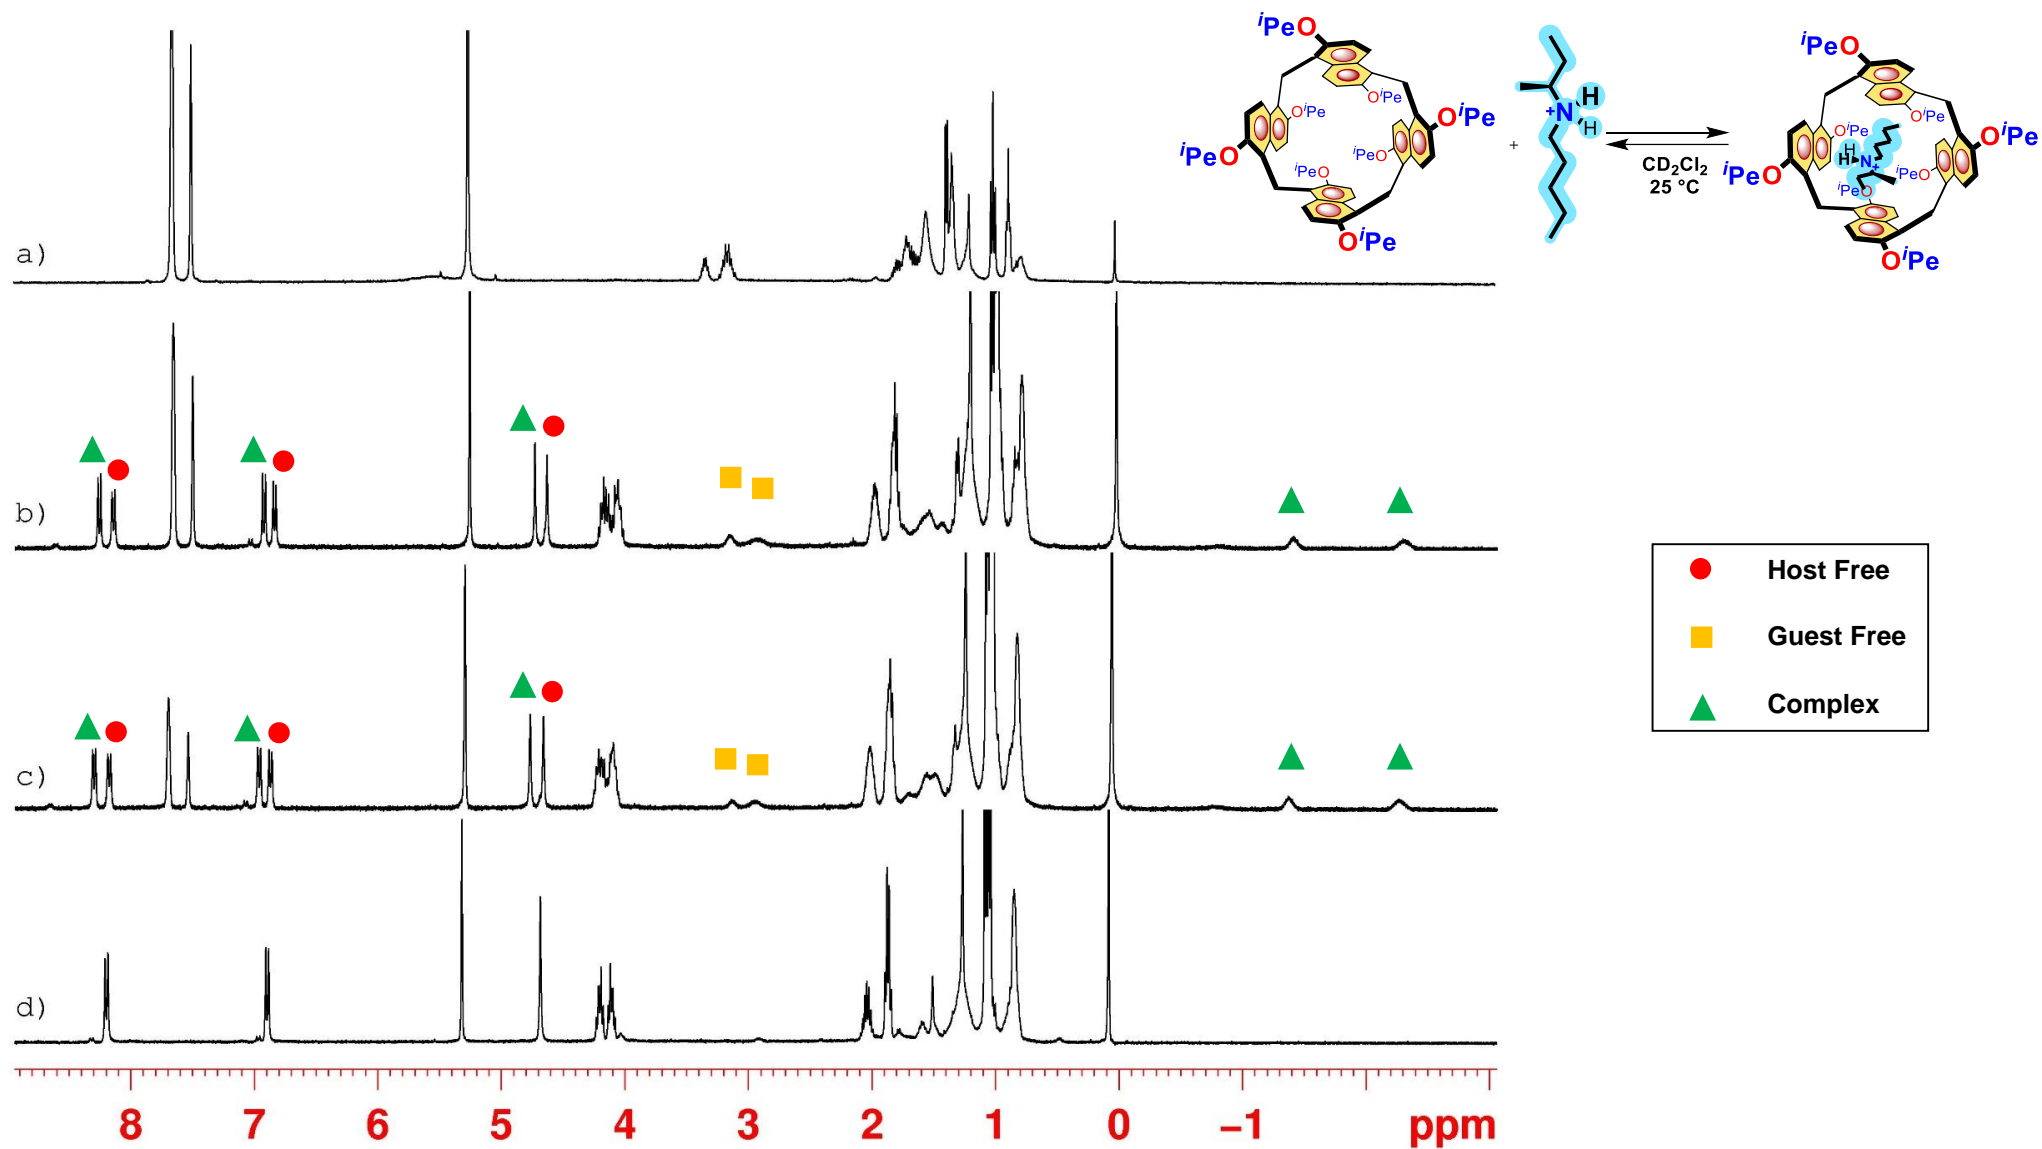 iPeO
OiPe
OiPe
OiPe
iPeO
iPeO
iPeO
OiPe
+
H
+N
H
CD2Cl2
25 °C
iPeO
OiPe
OiPe
OiPe
H
H N
+
iPeO
iPeO
iPeO
OiPe
a)
b)
c)
d)
Host Free
Guest Free
Complex
8 7 6 5 4 3 2 1 0 −1 ppm